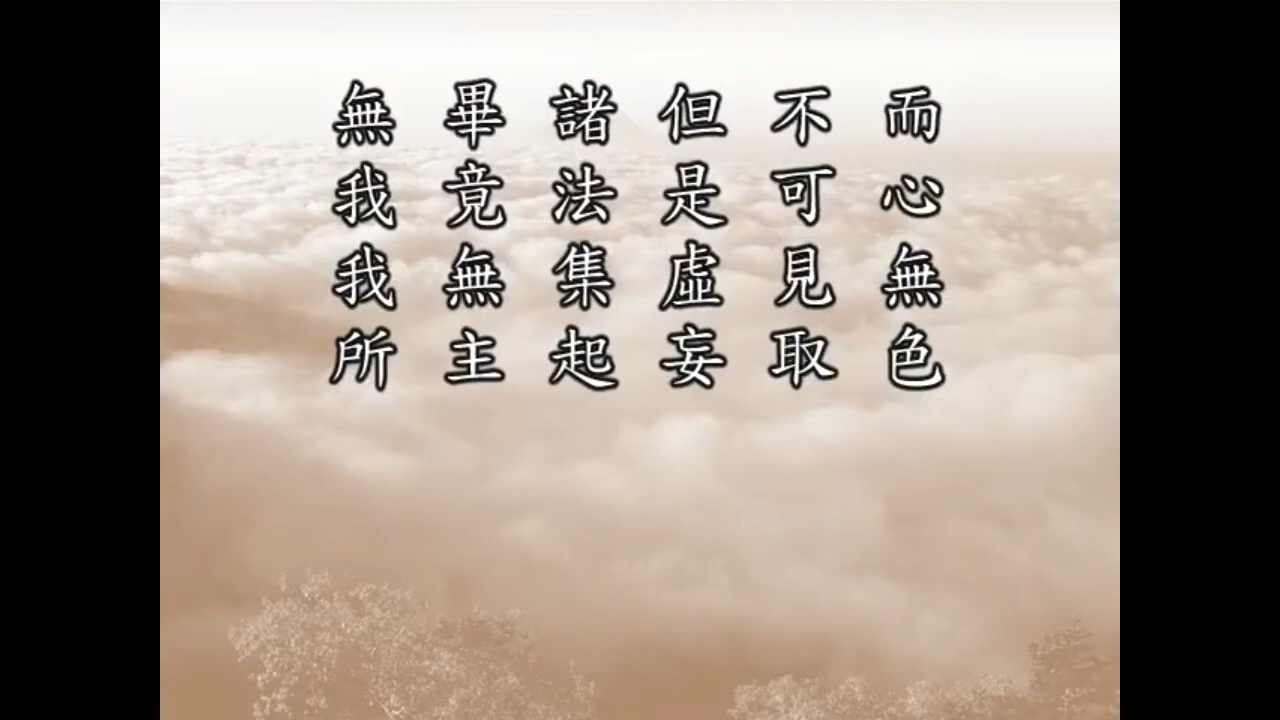 而心無色
不可見取
但是虛妄
諸法集起
畢竟無主
無我我所